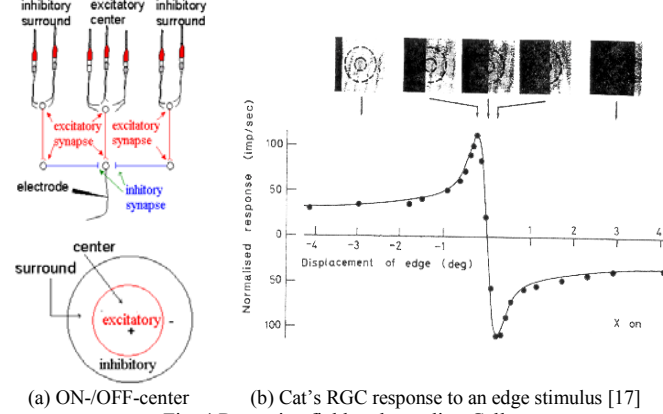 inhibitory surround
excitatory center
inhibitory surround
excitatory synapse
excitatory synapse
electrode
inhitory synapse
center
surround
excitatory
+
-
inhibitory
Normalised response (imp/sec)
100
50
0
50
100
-4
-3
-2
-1
1
2
3
4
Displacement of edge (deg)
X on
(a) ON-/OFF-center
(b) Cat's RGC response to an edge stimulus [17]